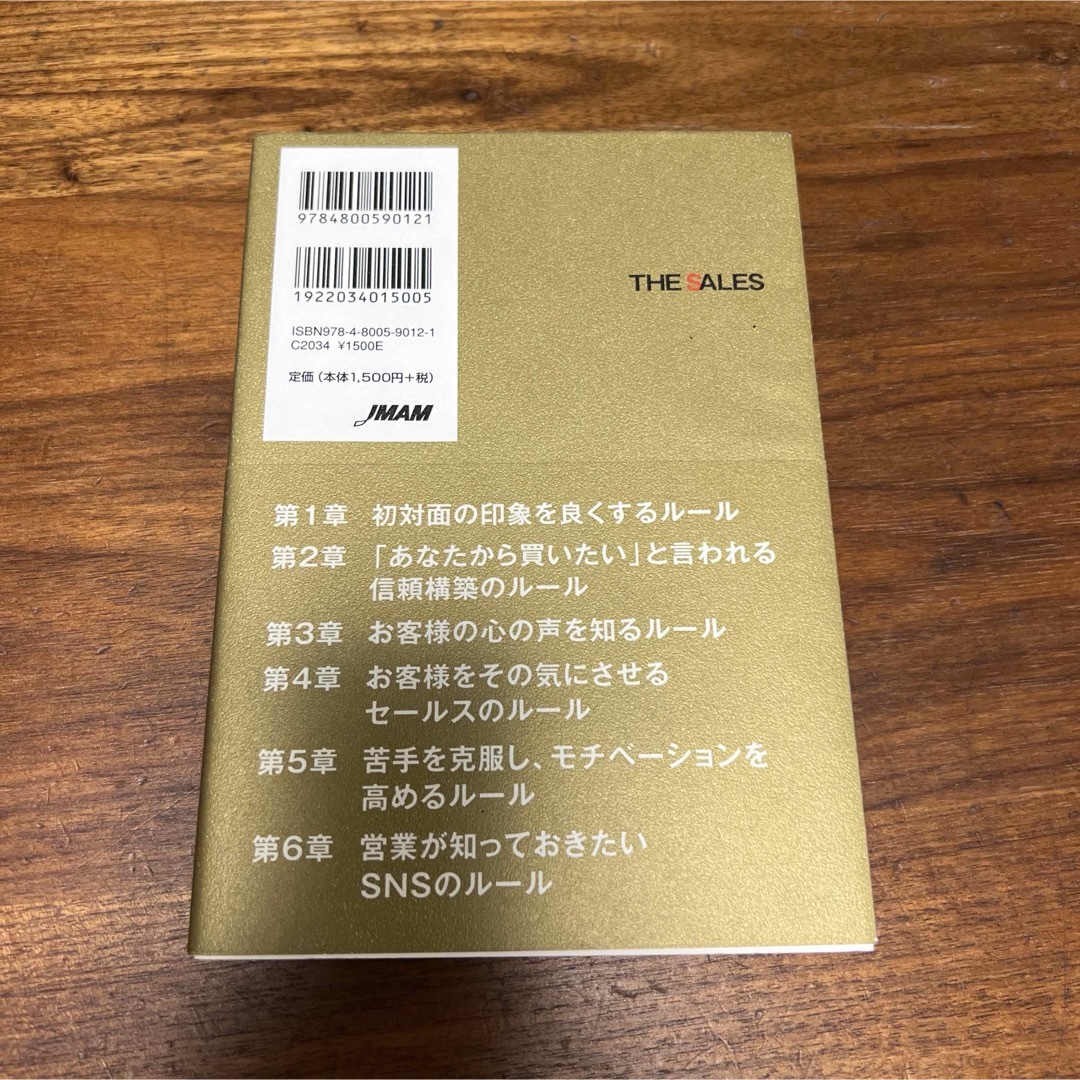 9784800590121
1922034015005
ISBN978-4-8005-9012-1
C2034 ¥1500E
定価(本体1,500円+税)
JMAM
THE SALES
第1章 初対面の印象を良くするルール
第2章 「あなたから買いたい」と言われる
信頼構築のルール
第3章 お客様の心の声を知るルール
第4章 お客様をその気にさせる
セールスのルール
第5章 苦手を克服し、モチベーションを
高めるルール
第6章 営業が知っておきたい
SNSのルール